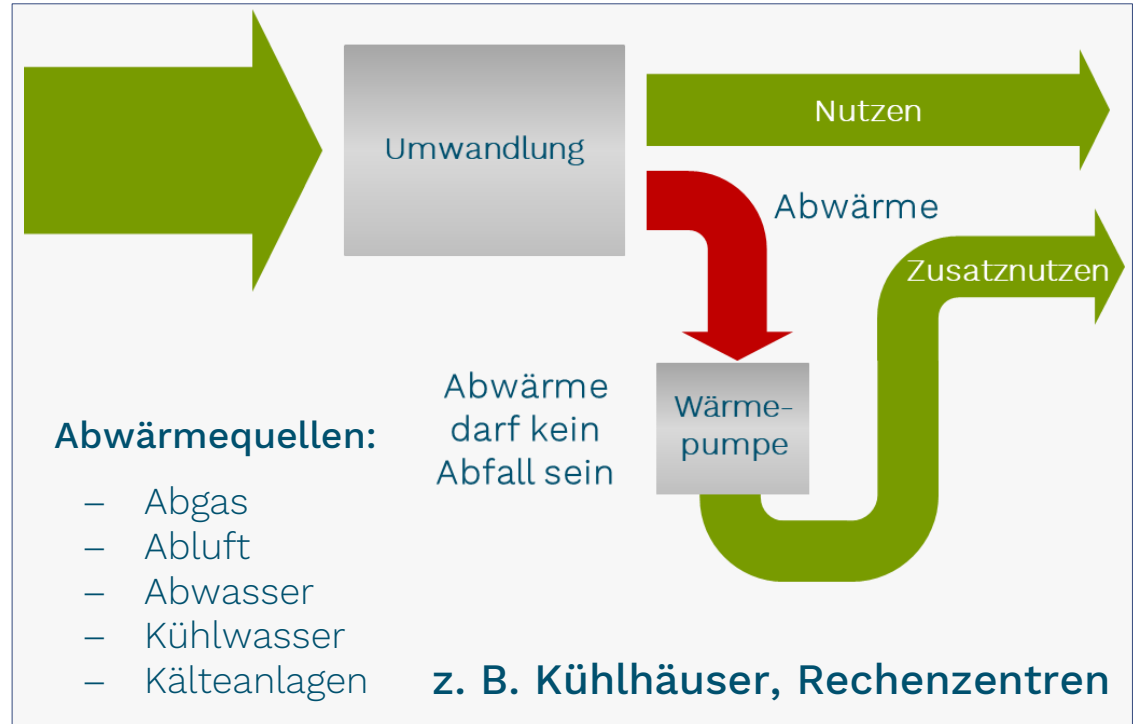 Umwandlung
Nutzen
Abwärme
Zusatznutzen
Abwärme
darf kein
Abfall sein
Wärme-
pumpe
Abwärmequellen:
– Abgas
– Abluft
– Abwasser
– Kühlwasser
– Kälteanlagen
z. B. Kühlhäuser, Rechenzentren